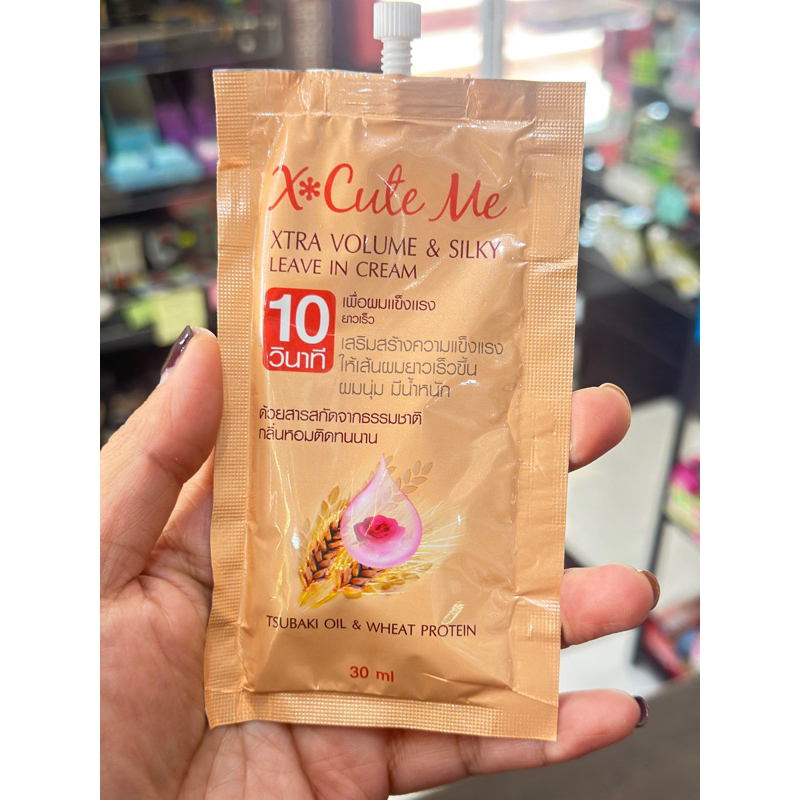 X*Cute Me
XTRA VOLUME & SILKY
LEAVE IN CREAM
10
วินาที
เพื่อผมแข็งแรง
ยาวเร็ว
เสริมสร้างความแข็งแรง
ให้เส้นผมยาวเร็วขึ้น
ผมนุ่ม มีน้ำหนัก
ด้วยสารสกัดจากธรรมชาติ
กลิ่นหอมติดทนนาน
TSUBAKI OIL & WHEAT PROTEIN
30 ml